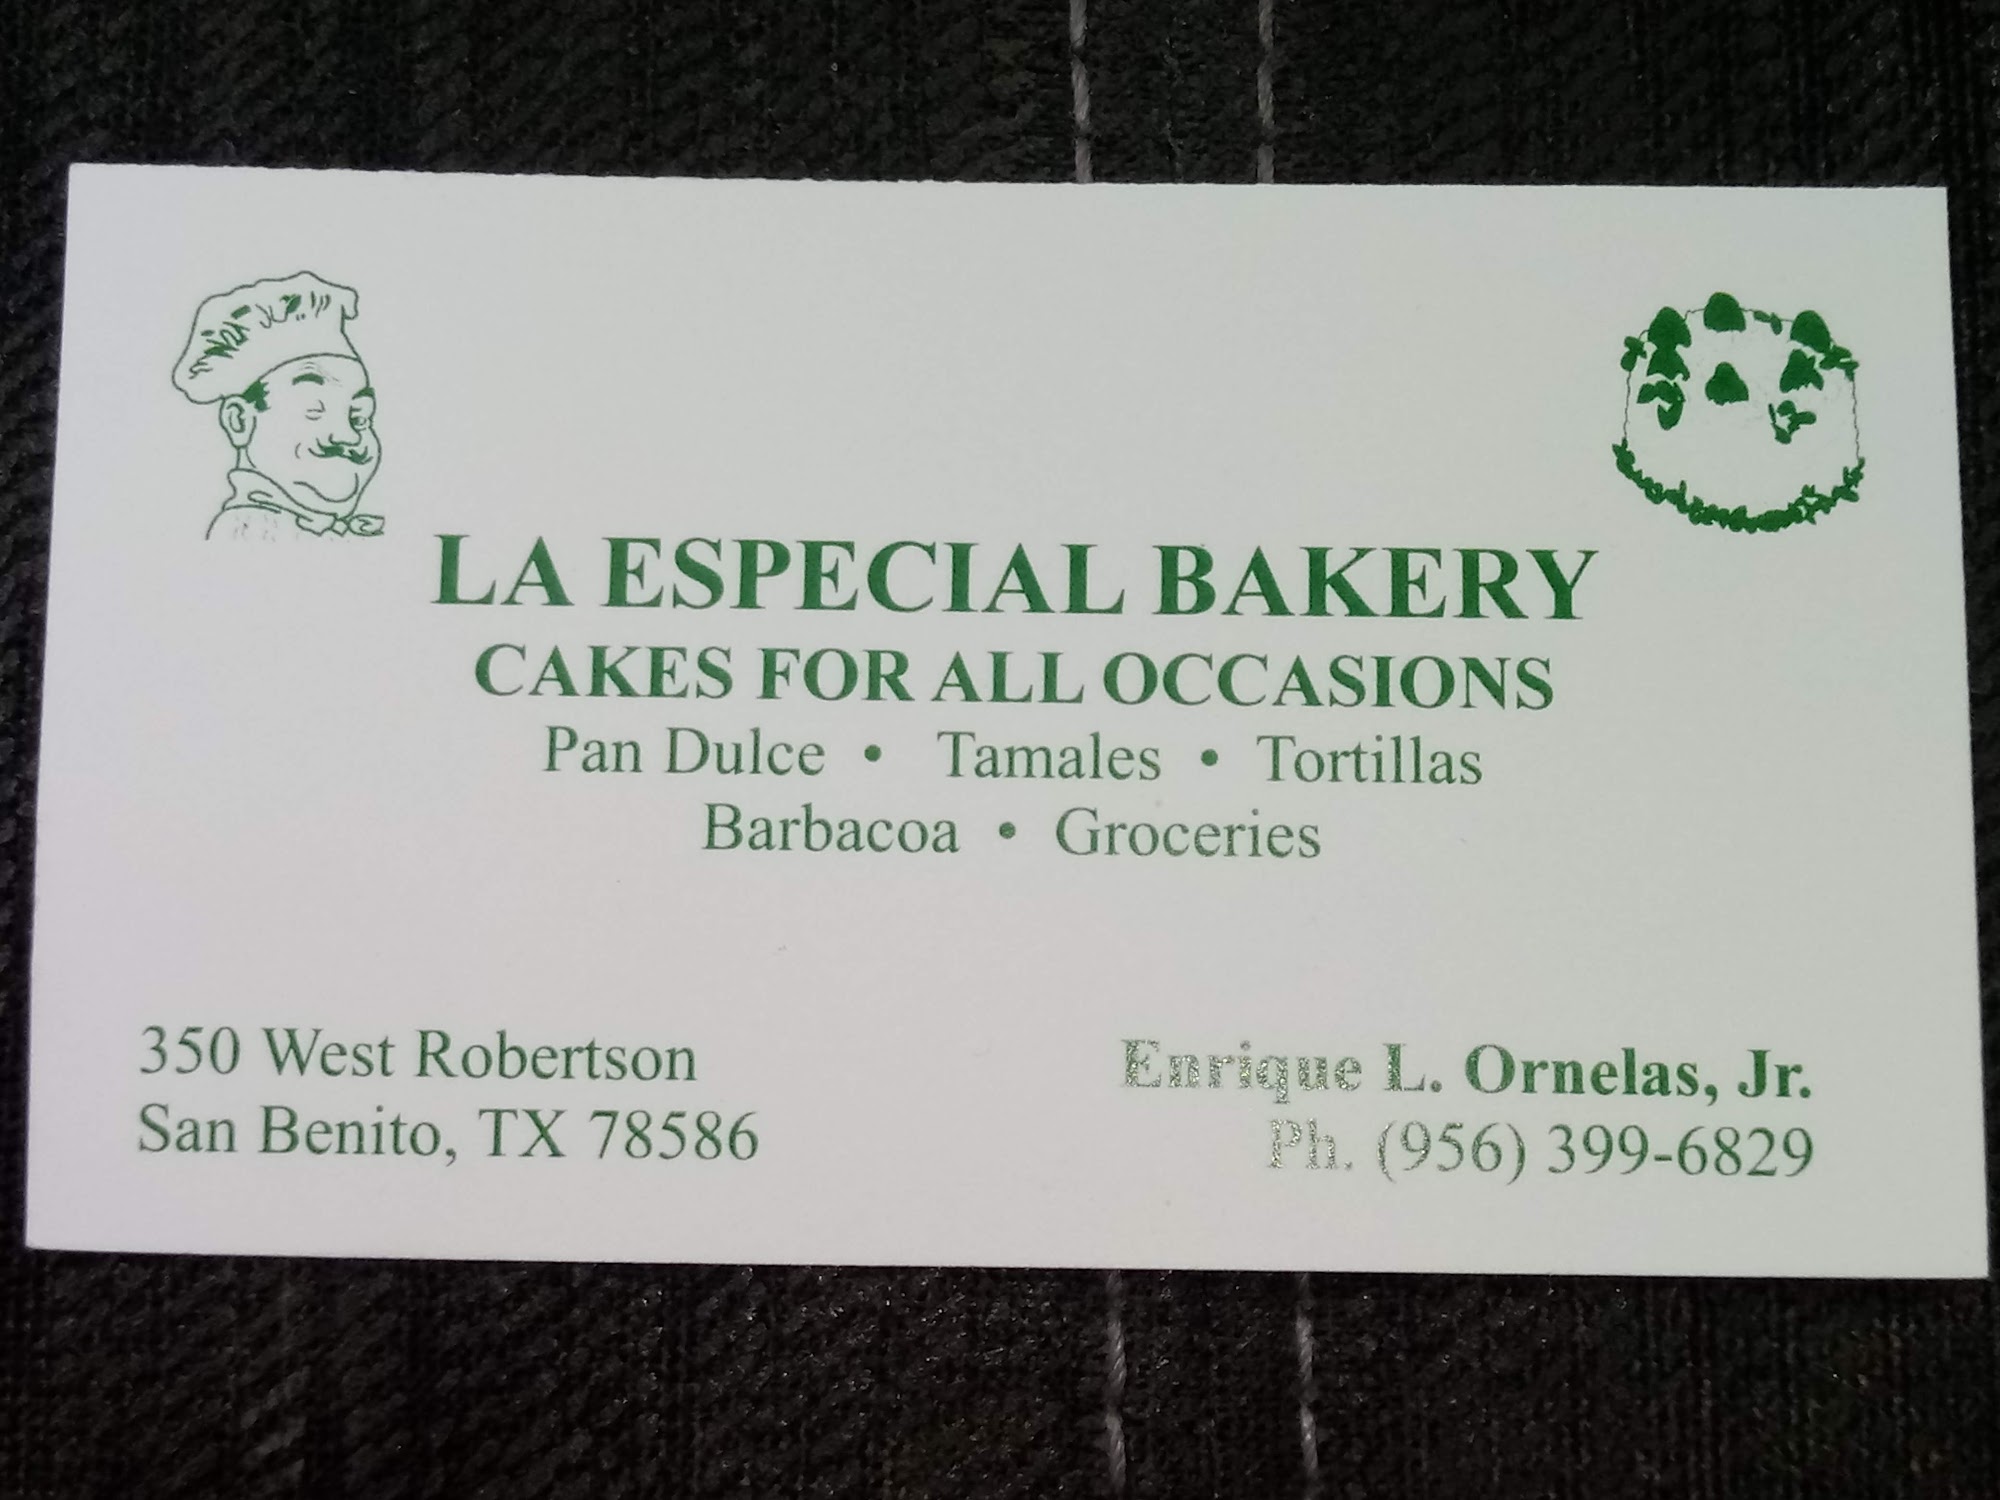 LA ESPECIAL BAKERY
CAKES FOR ALL OCCASIONS
Pan Dulce • Tamales • Tortillas
Barbacoa • Groceries
350 West Robertson
San Benito, TX 78586
Enrique L. Ornelas, Jr.
Ph. (956) 399-6829